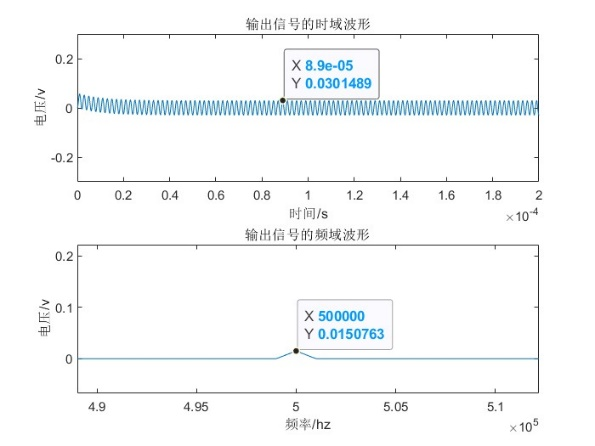 输出信号的时域波形
0.2
0
-0.2
电压/v
X 8.9e-05
Y 0.0301489
0 0.2 0.4 0.6 0.8 1 1.2 1.4 1.6 1.8 2
时间/s
×10⁻⁴
输出信号的频域波形
0.2
0.1
0
电压/v
X 500000
Y 0.0150763
4.9 4.95 5 5.05 5.1
频率/hz
×10⁵